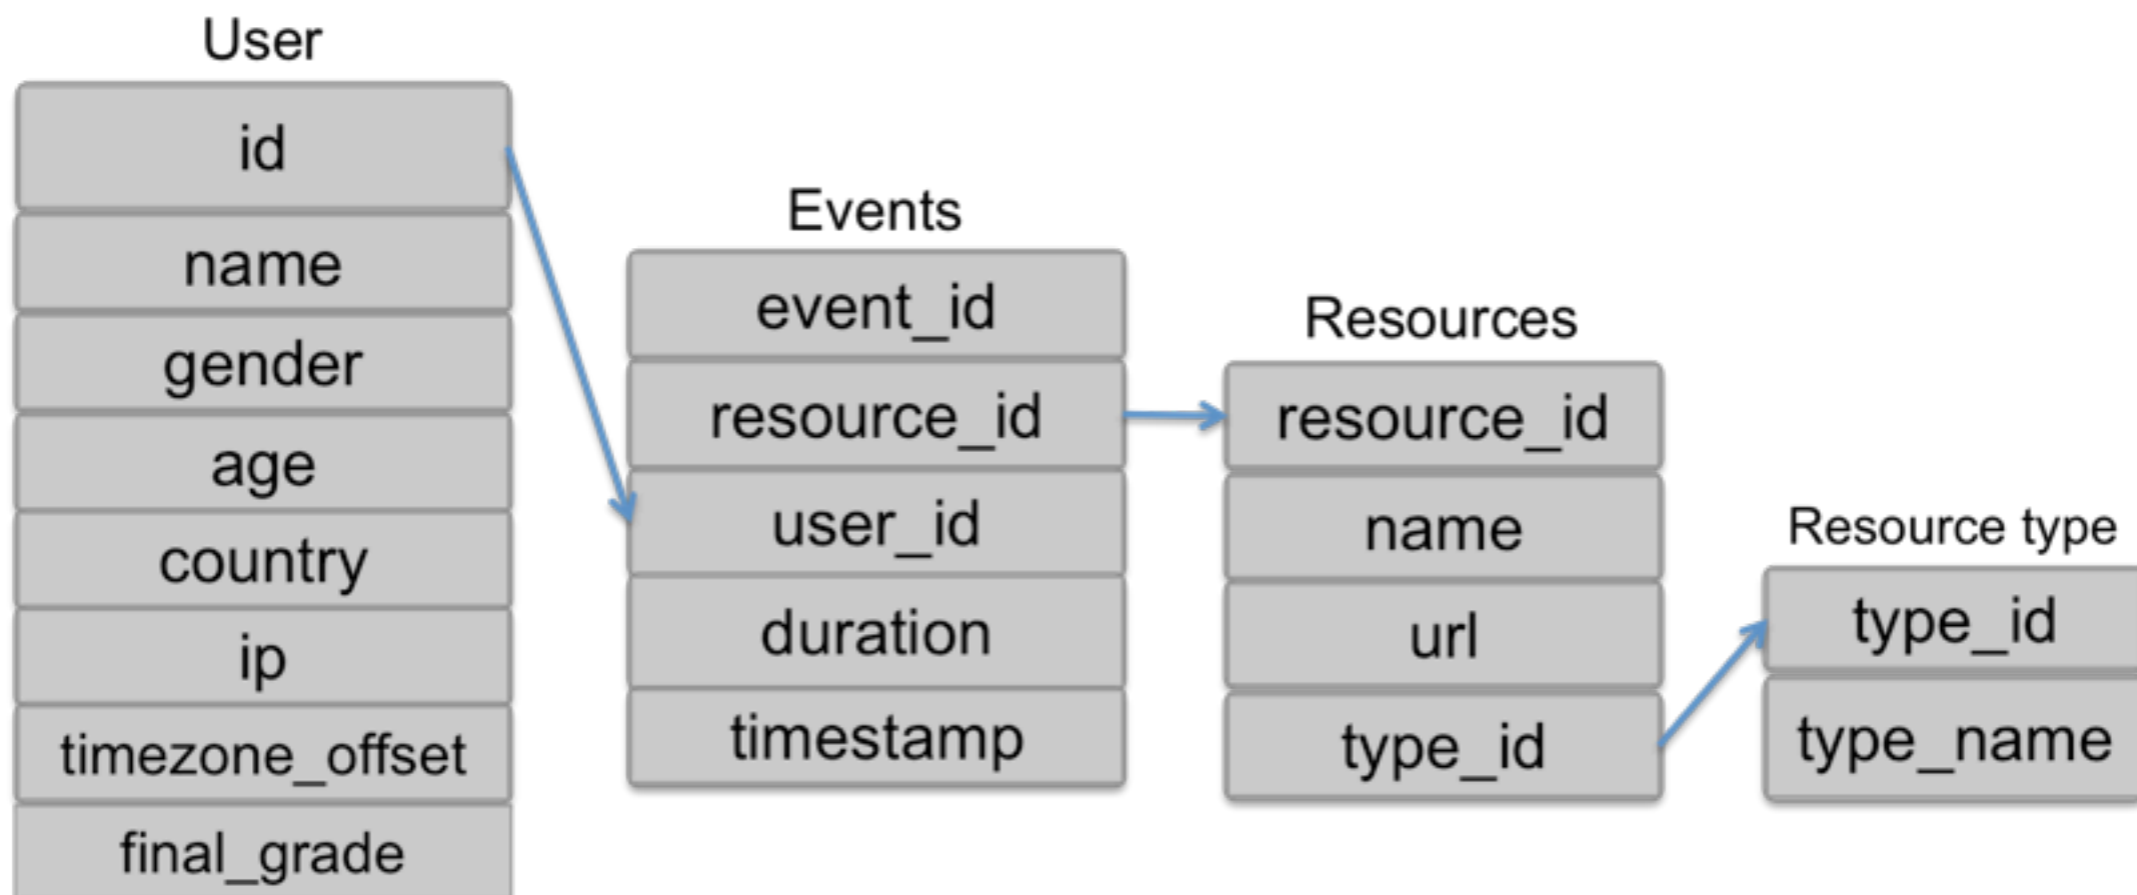 User
id
name
gender
age
country
ip
timezone_offset
final_grade
Events
event_id
resource_id
user_id
duration
timestamp
Resources
resource_id
name
url
type_id
Resource type
type_id
type_name